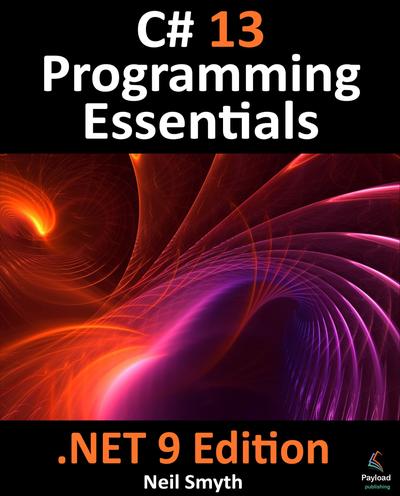 C# 13
Programming
Essentials
.NET 9 Edition
Neil Smyth
Payload
publishing